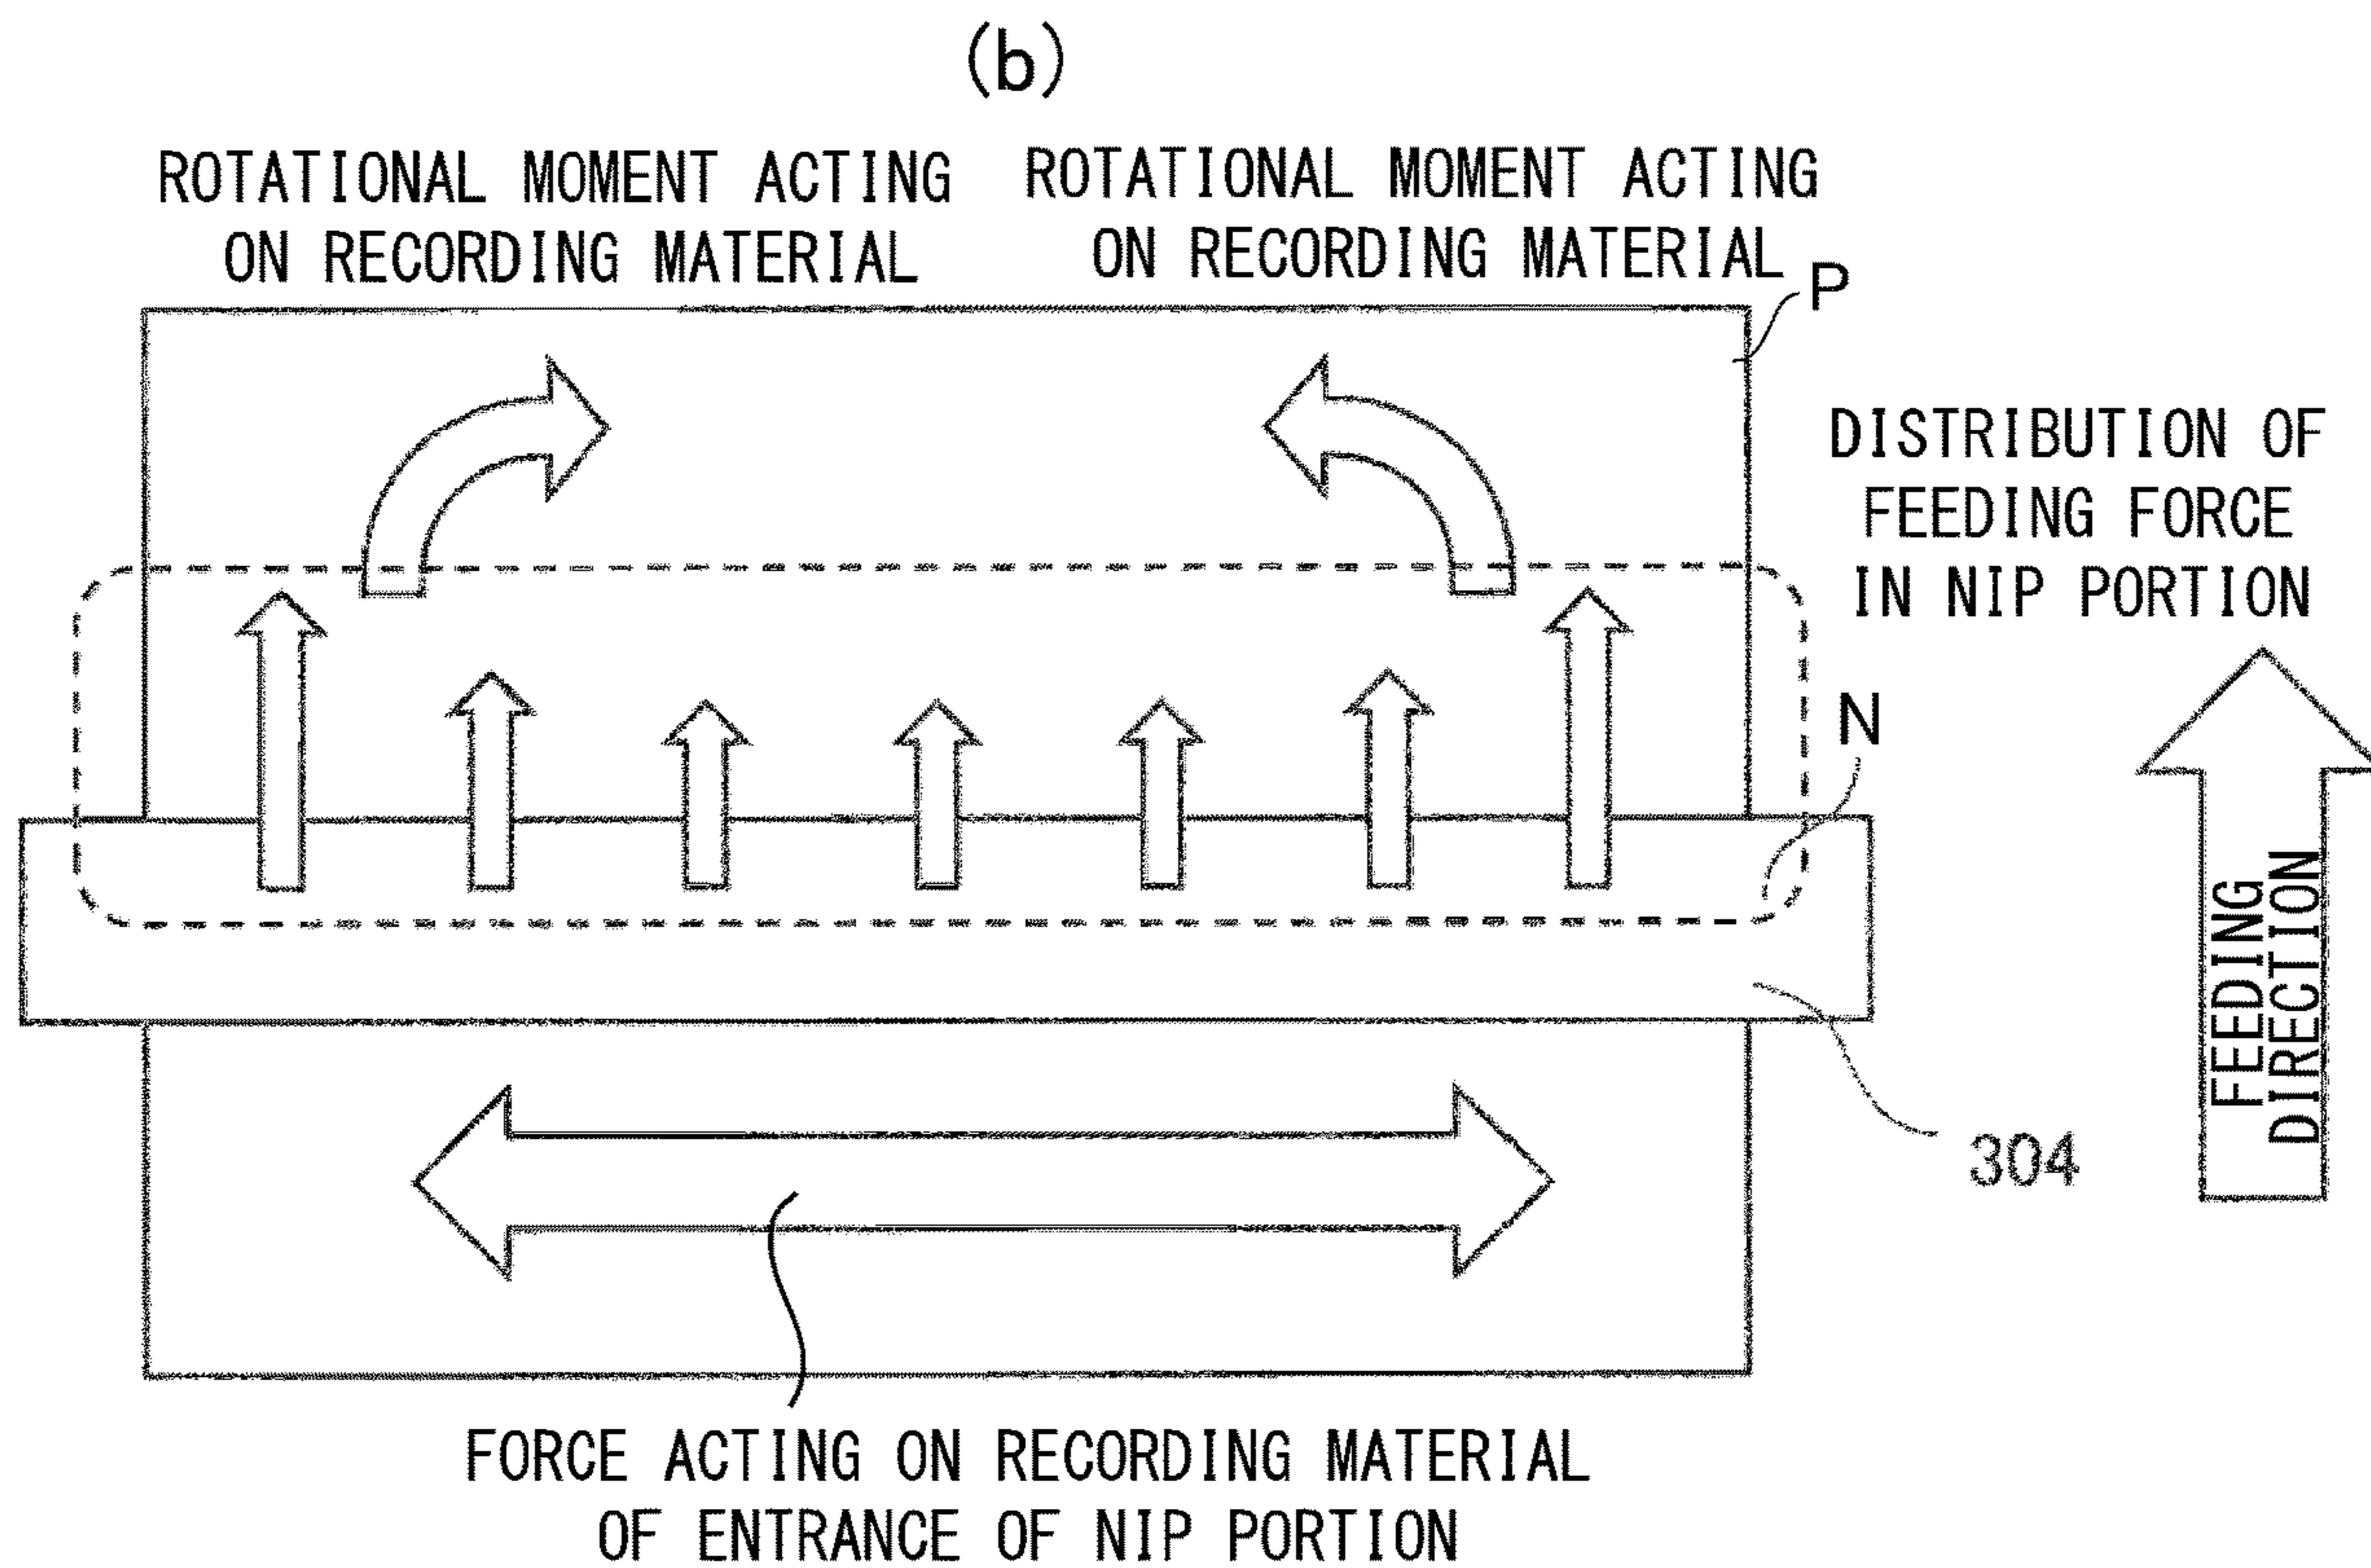 (b)
ROTATIONAL MOMENT ACTING
ON RECORDING MATERIAL
ROTATIONAL MOMENT ACTING
ON RECORDING MATERIAL
P
DISTRIBUTION OF
FEEDING FORCE
IN NIP PORTION
N
FEEDING
DIRECTION
304
FORCE ACTING ON RECORDING MATERIAL
OF ENTRANCE OF NIP PORTION